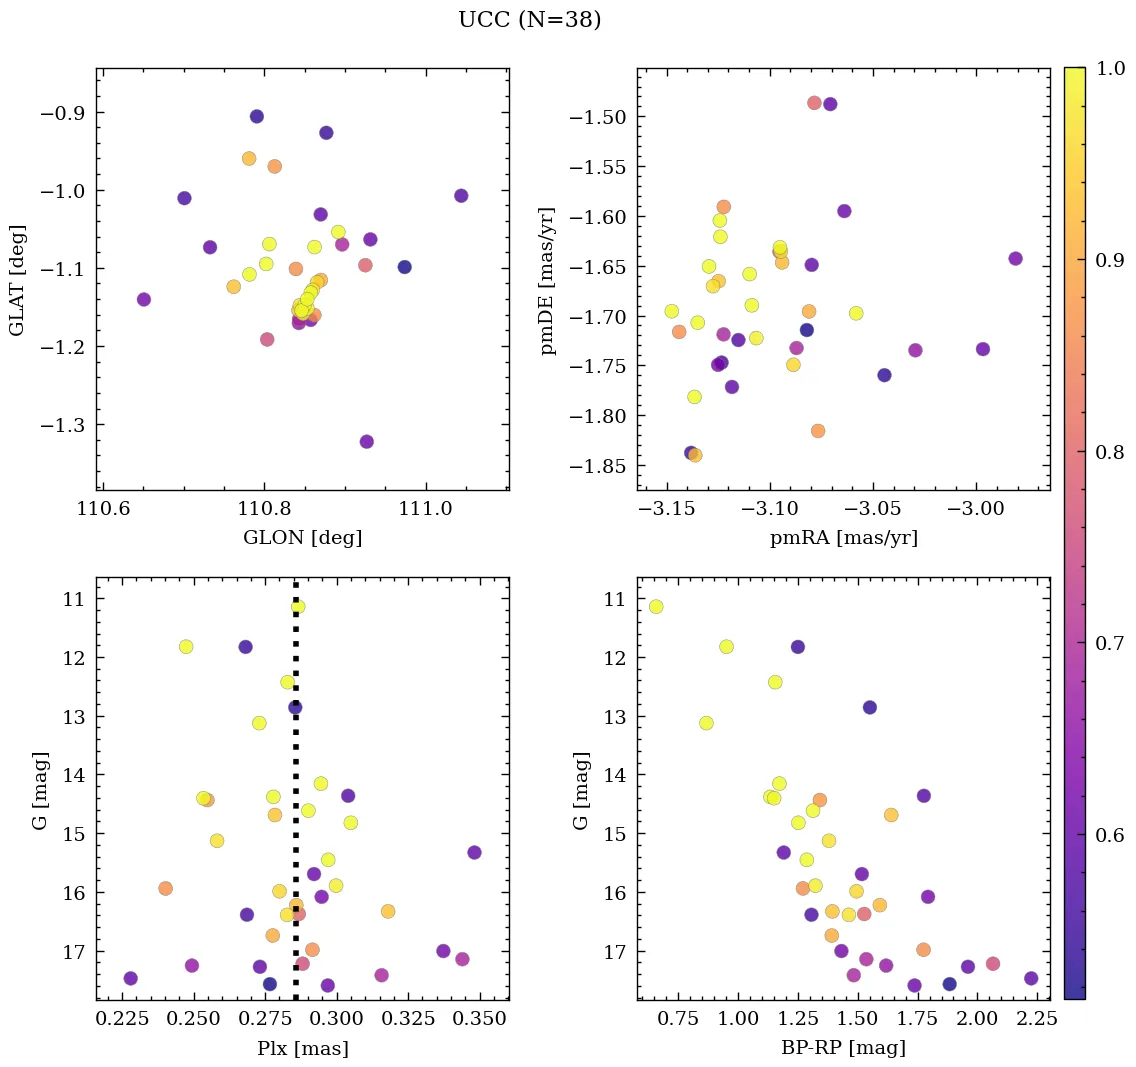 UCC (N=38)
−0.9
−1.0
−1.1
−1.2
−1.3
GLAT [deg]
110.6 110.8 111.0
GLON [deg]
−1.50
−1.55
−1.60
−1.65
−1.70
−1.75
−1.80
−1.85
pmDE [mas/yr]
−3.15 −3.10 −3.05 −3.00
pmRA [mas/yr]
1.0
0.9
0.8
0.7
0.6
11
12
13
14
15
16
17
G [mag]
0.225 0.250 0.275 0.300 0.325 0.350
Plx [mas]
11
12
13
14
15
16
17
G [mag]
0.75 1.00 1.25 1.50 1.75 2.00 2.25
BP-RP [mag]